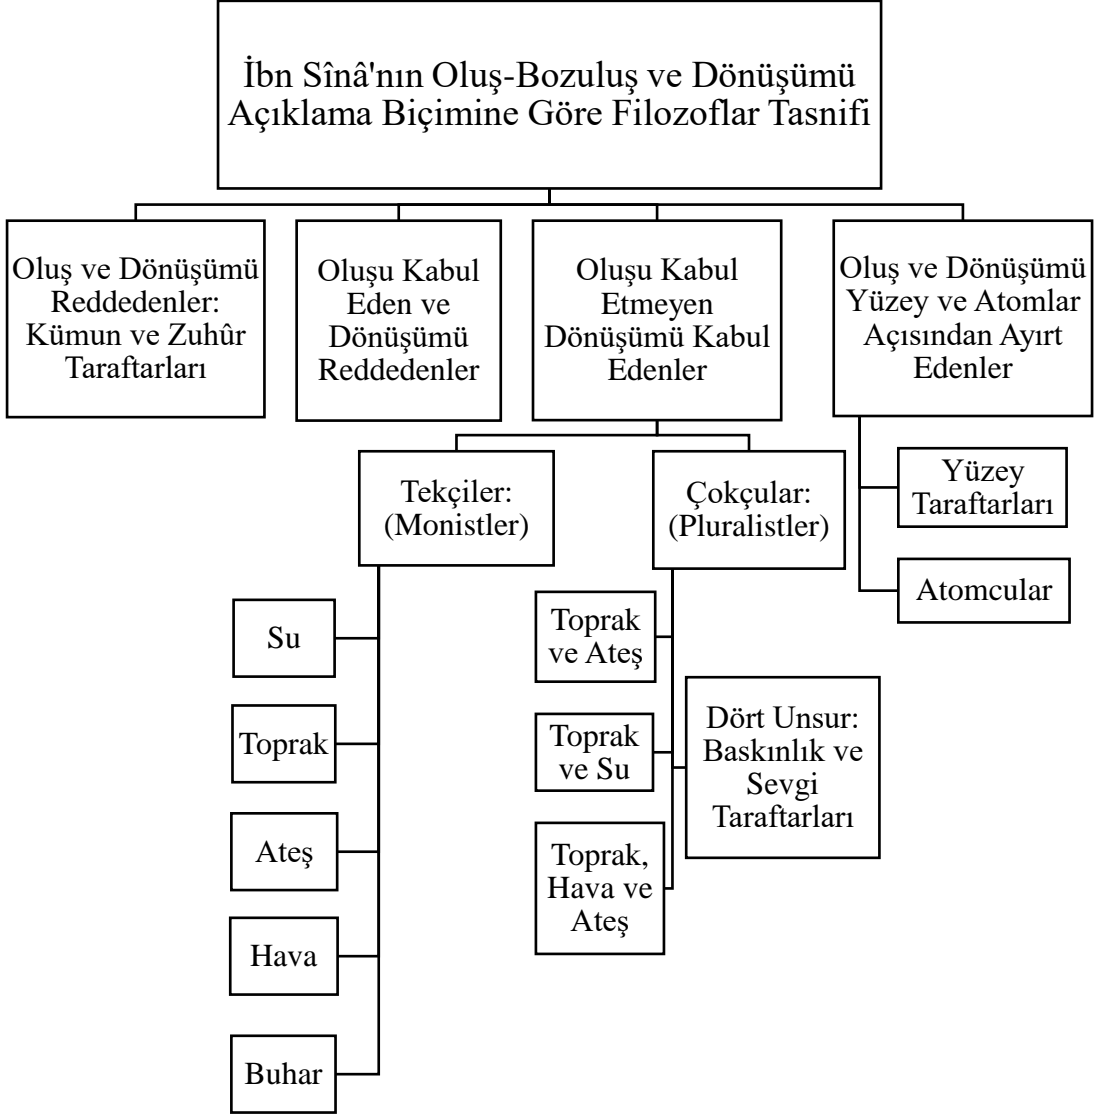 İbn Sînâ'nın Oluş-Bozuluş ve Dönüşümü
Açıklama Biçimine Göre Filozoflar Tasnifi
Oluş ve Dönüşümü
Reddedenler:
Kümun ve Zuhûr
Taraftarları
Oluşu Kabul
Eden ve
Dönüşümü
Reddedenler
Oluşu Kabul
Etmeyen
Dönüşümü Kabul
Edenler
Oluş ve Dönüşümü
Yüzey ve Atomlar
Açısından Ayırt
Edenler
Tekçiler:
(Monistler)
Su
Toprak
Ateş
Hava
Buhar
Çokçular:
(Pluralistler)
Toprak
ve Ateş
Toprak
ve Su
Dört Unsur:
Baskınlık ve
Sevgi
Taraftarları
Toprak,
Hava ve
Ateş
Yüzey
Taraftarları
Atomcular